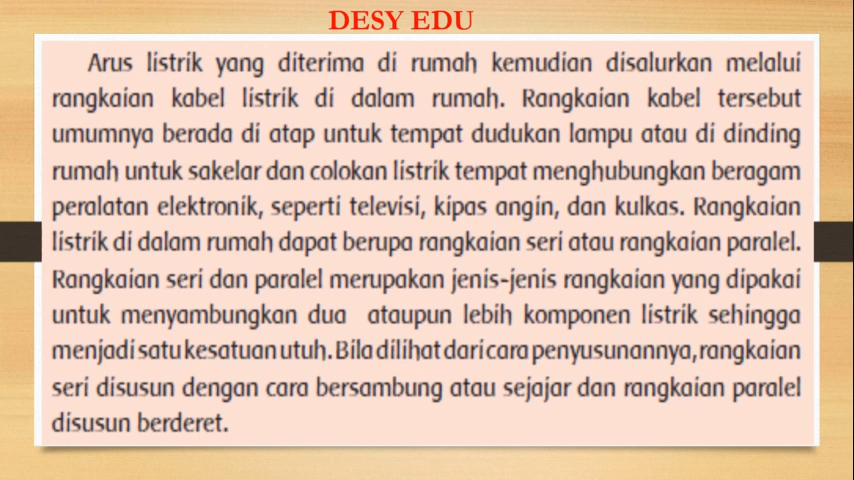 DESY EDU
Arus listrik yang diterima di rumah kemudian disalurkan melalui
rangkaian kabel listrik di dalam rumah. Rangkaian kabel tersebut
umumnya berada di atap untuk tempat dudukan lampu atau di dinding
rumah untuk sakelar dan colokan listrik tempat menghubungkan beragam
peralatan elektronik, seperti televisi, kipas angin, dan kulkas. Rangkaian
listrik di dalam rumah dapat berupa rangkaian seri atau rangkaian paralel.
Rangkaian seri dan paralel merupakan jenis-jenis rangkaian yang dipakai
untuk menyambungkan dua ataupun lebih komponen listrik sehingga
menjadi satu kesatuan utuh. Bila dilihat dari cara penyusunannya, rangkaian
seri disusun dengan cara bersambung atau sejajar dan rangkaian paralel
disusun berderet.